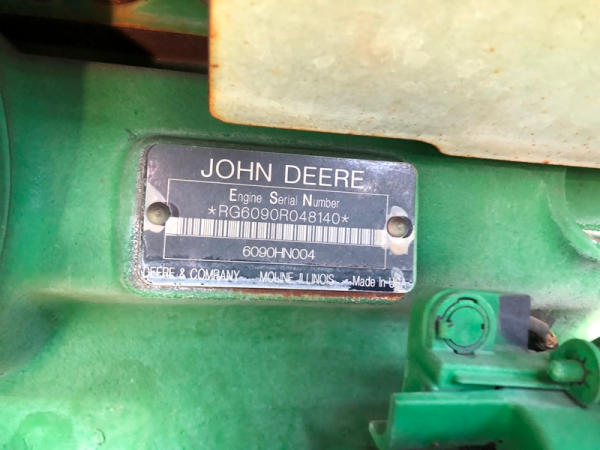 JOHN DEERE
Engine Serial Number
*RG6090R048140*
6090HN004
DEERE & COMPANY MOLINE ILLINOIS Made in U.S.A.